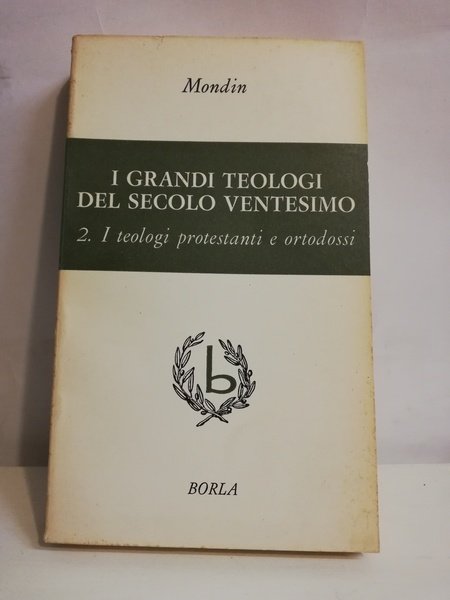 Mondin
I GRANDI TEOLOGI
DEL SECOLO VENTESIMO
2. I teologi protestanti e ortodossi
b
BORLA